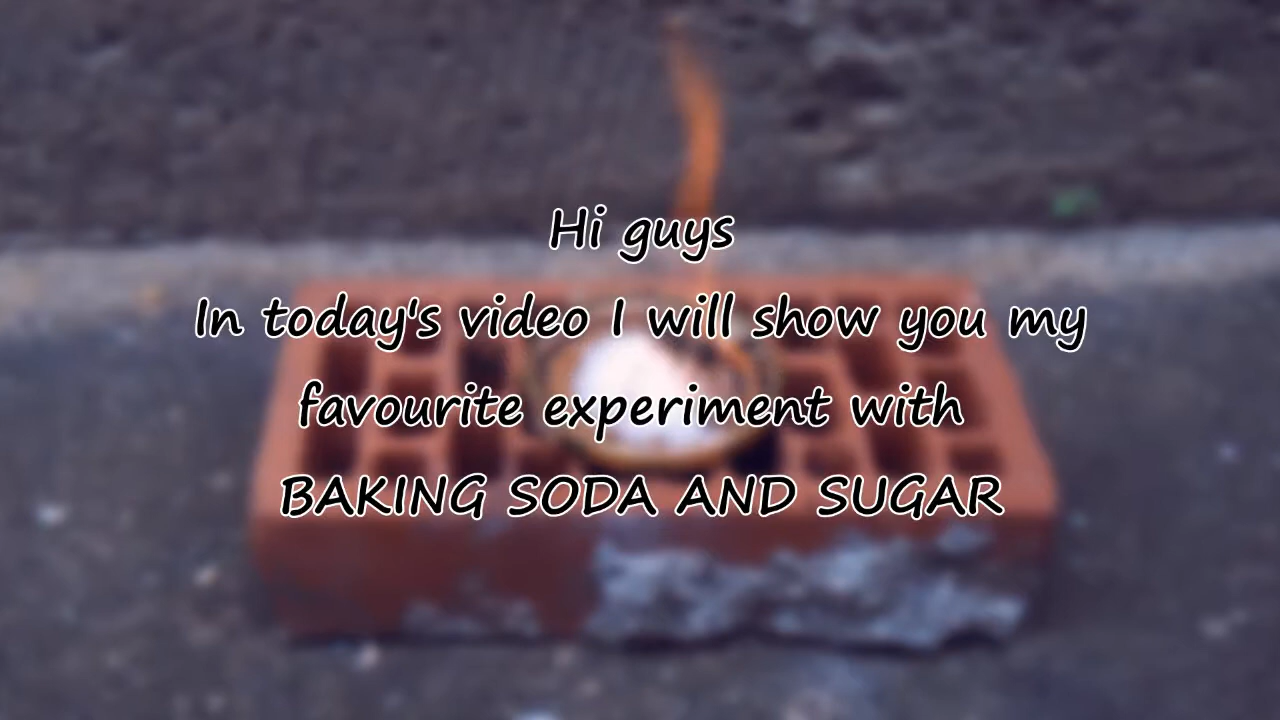 Hi guys
In today's video I will show you my
favourite experiment with
BAKING SODA AND SUGAR